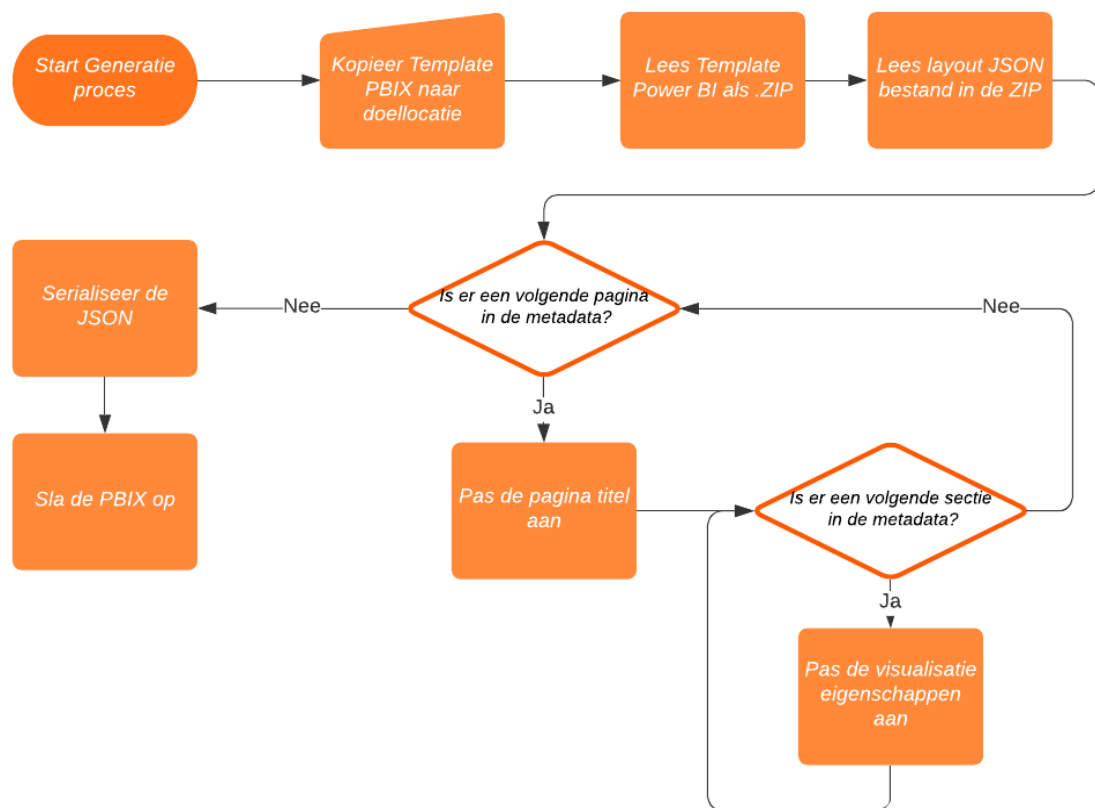 Start Generatie
proces
Kopieer Template
PBIX naar
doellocatie
Lees Template
Power BI als .ZIP
Lees layout JSON
bestand in de ZIP
Is er een volgende pagina
in de metadata?
Nee
Serialiseer de
JSON
Sla de PBIX op
Ja
Pas de pagina titel
aan
Is er een volgende sectie
in de metadata?
Nee
Ja
Pas de visualisatie
eigenschappen
aan